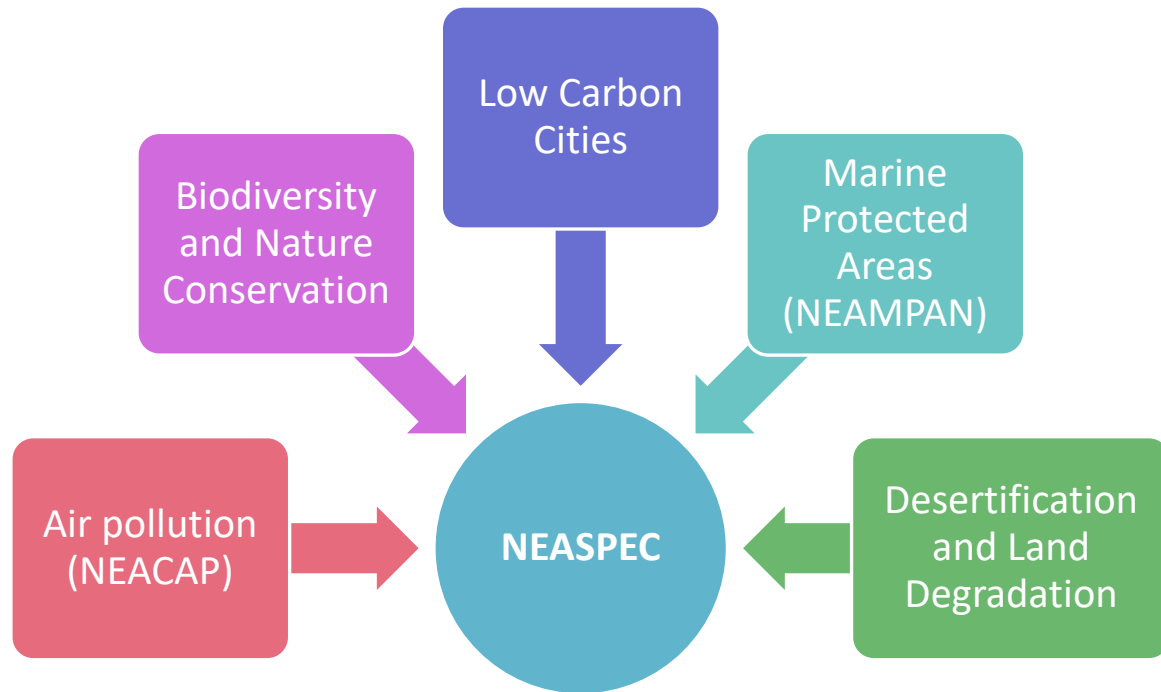 Low Carbon
Cities
Biodiversity
and Nature
Conservation
Marine
Protected
Areas
(NEAMPAN)
Air pollution
(NEACAP)
NEASPEC
Desertification
and Land
Degradation